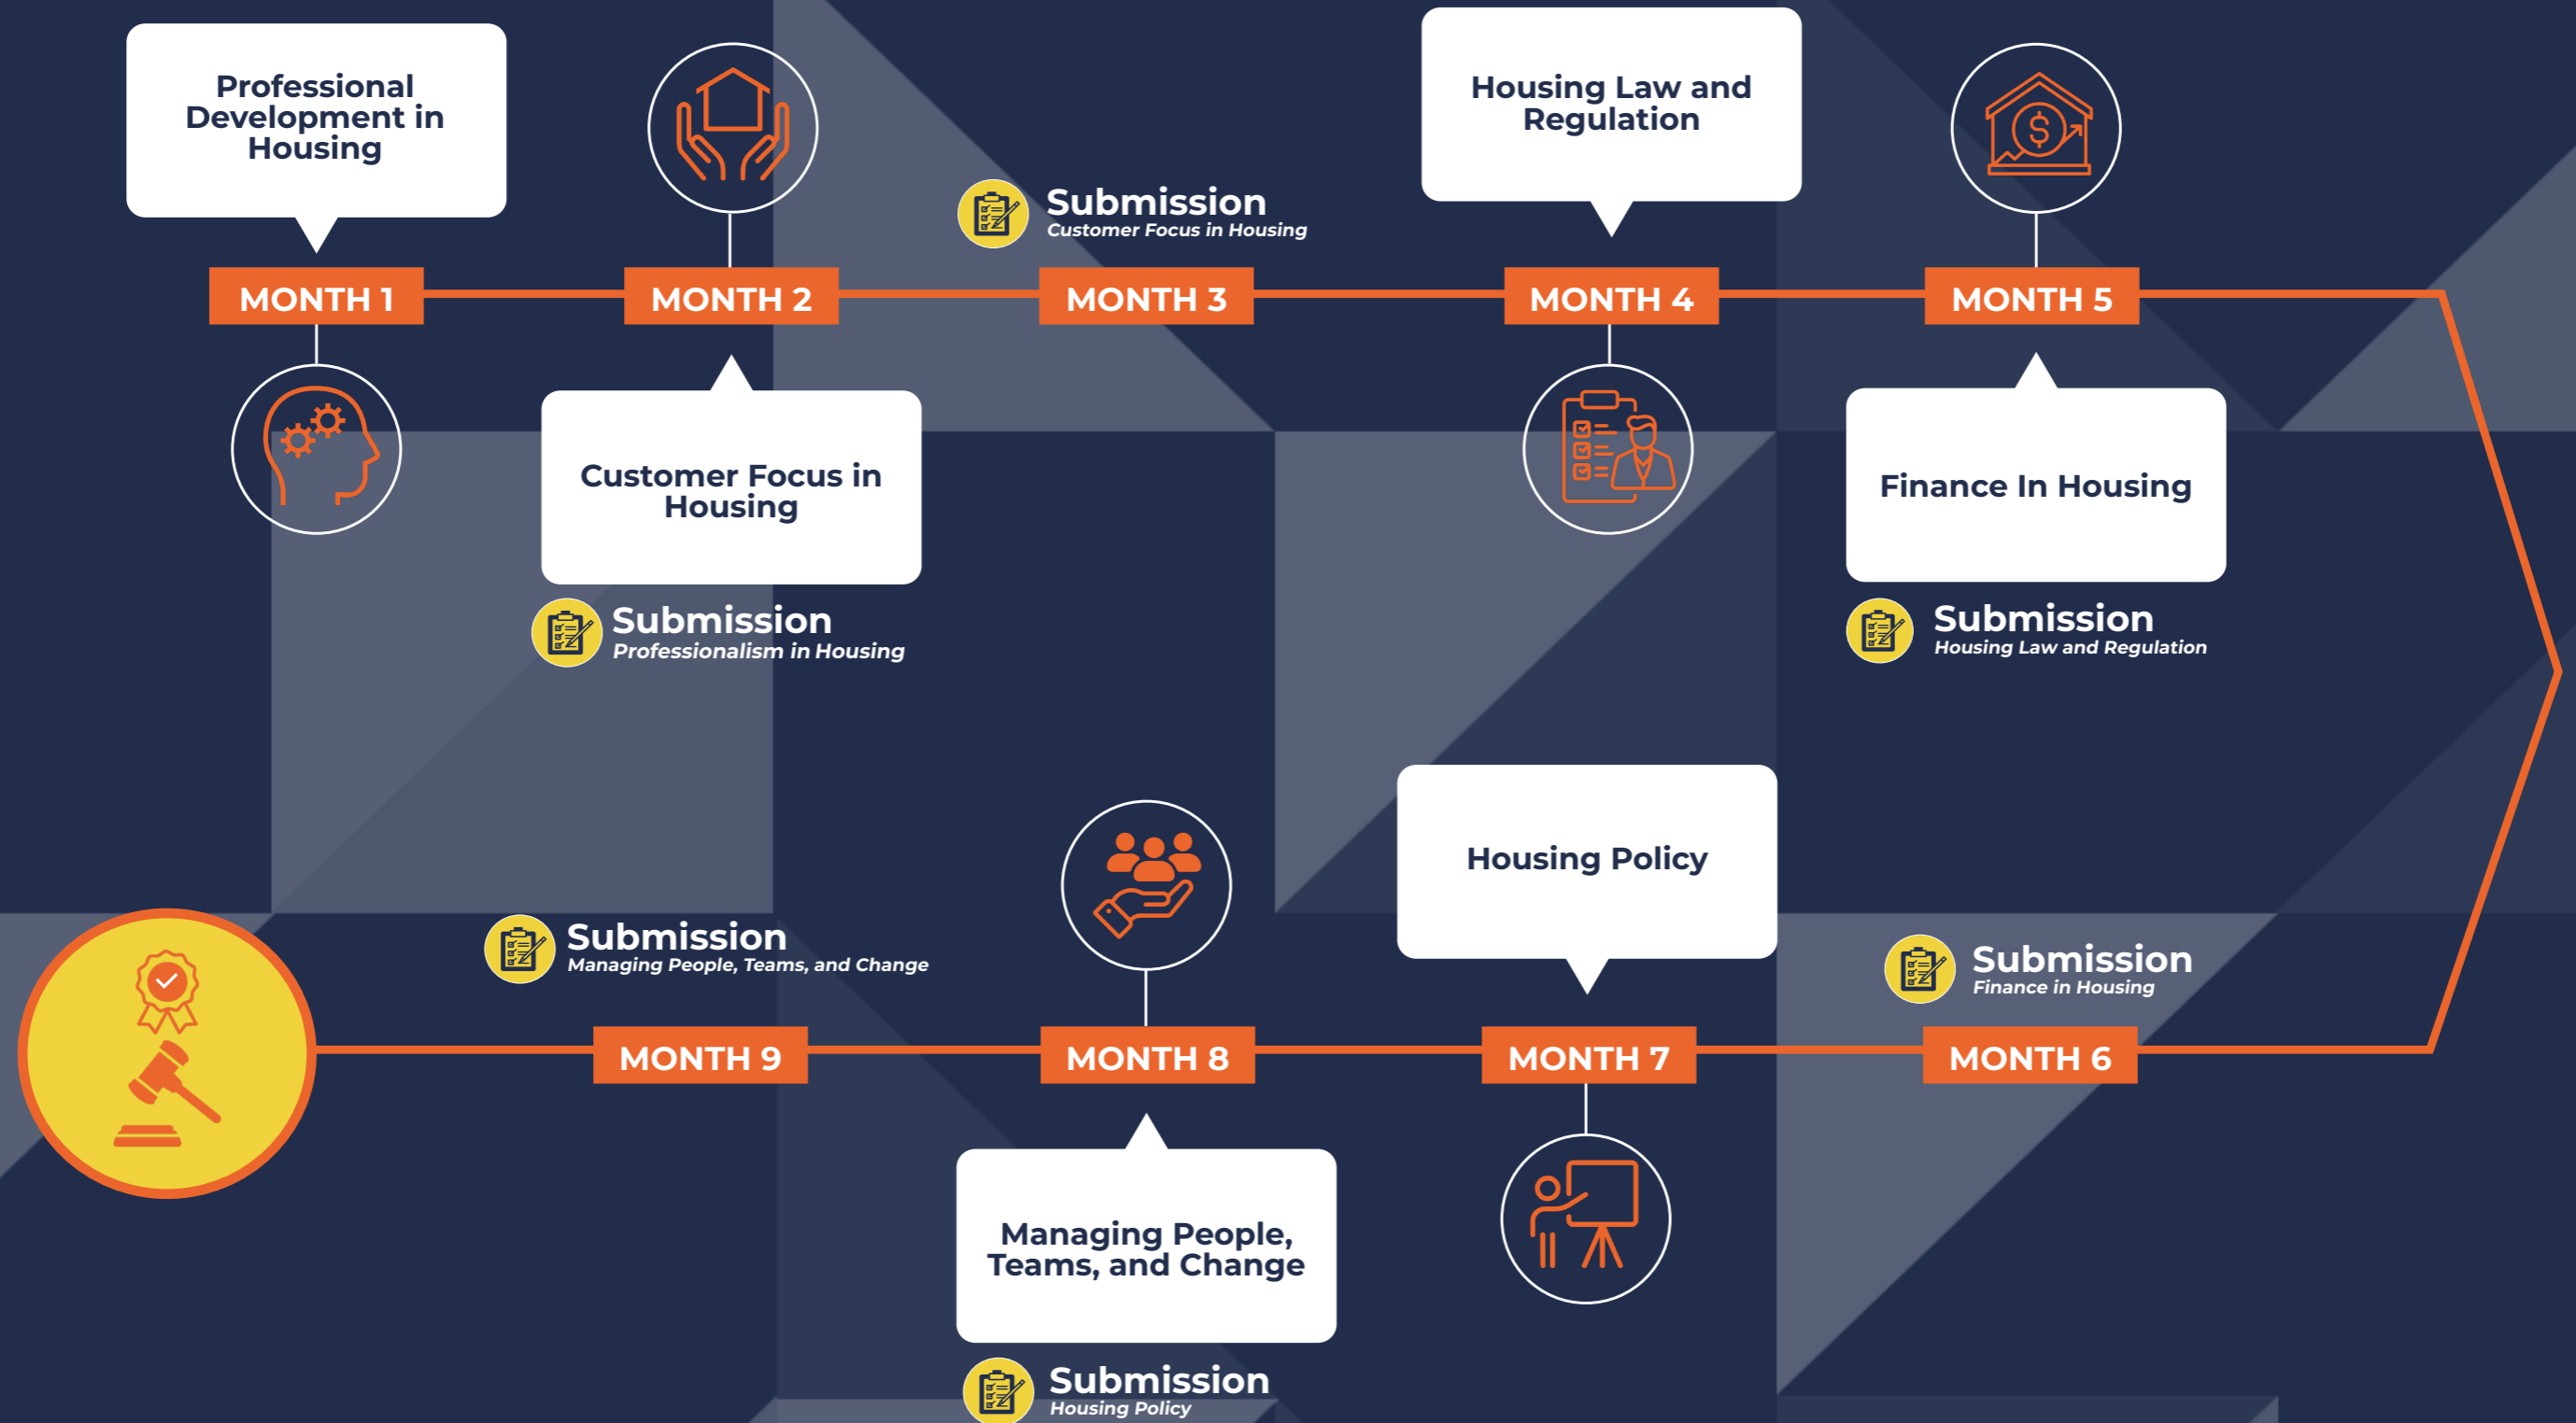 Professional
Development in
Housing
MONTH 1
MONTH 2
Customer Focus in
Housing
Submission
Professionalism in Housing
Submission
Customer Focus in Housing
MONTH 3
Housing Law and
Regulation
MONTH 4
MONTH 5
Finance In Housing
Submission
Housing Law and Regulation
Submission
Finance in Housing
MONTH 6
Housing Policy
MONTH 7
MONTH 8
Managing People,
Teams, and Change
Submission
Housing Policy
Submission
Managing People, Teams, and Change
MONTH 9